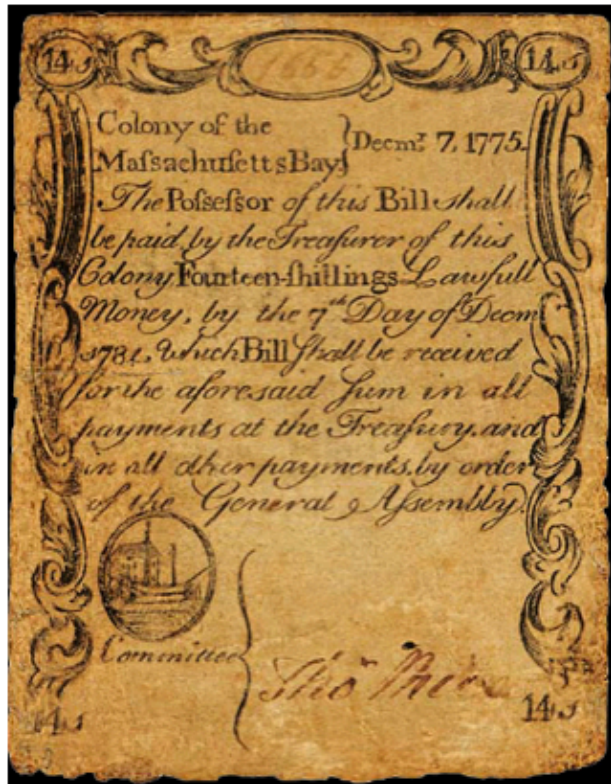 14s 14s
Colony of the
Maſsachuſetts Bay } Decmr. 7, 1775.
The Poſseſsor of this Bill shall
be paid by the Treaſurer of this
Colony Fourteen-ſhillings Lawfull
Money, by the 7th Day of Decm
1781, Which Bill ſhall be received
for the aforesaid ſum in all
payments at the Treaſury, and
in all other payments, by order
of the General Aſsembly.
Committee
14s 14s